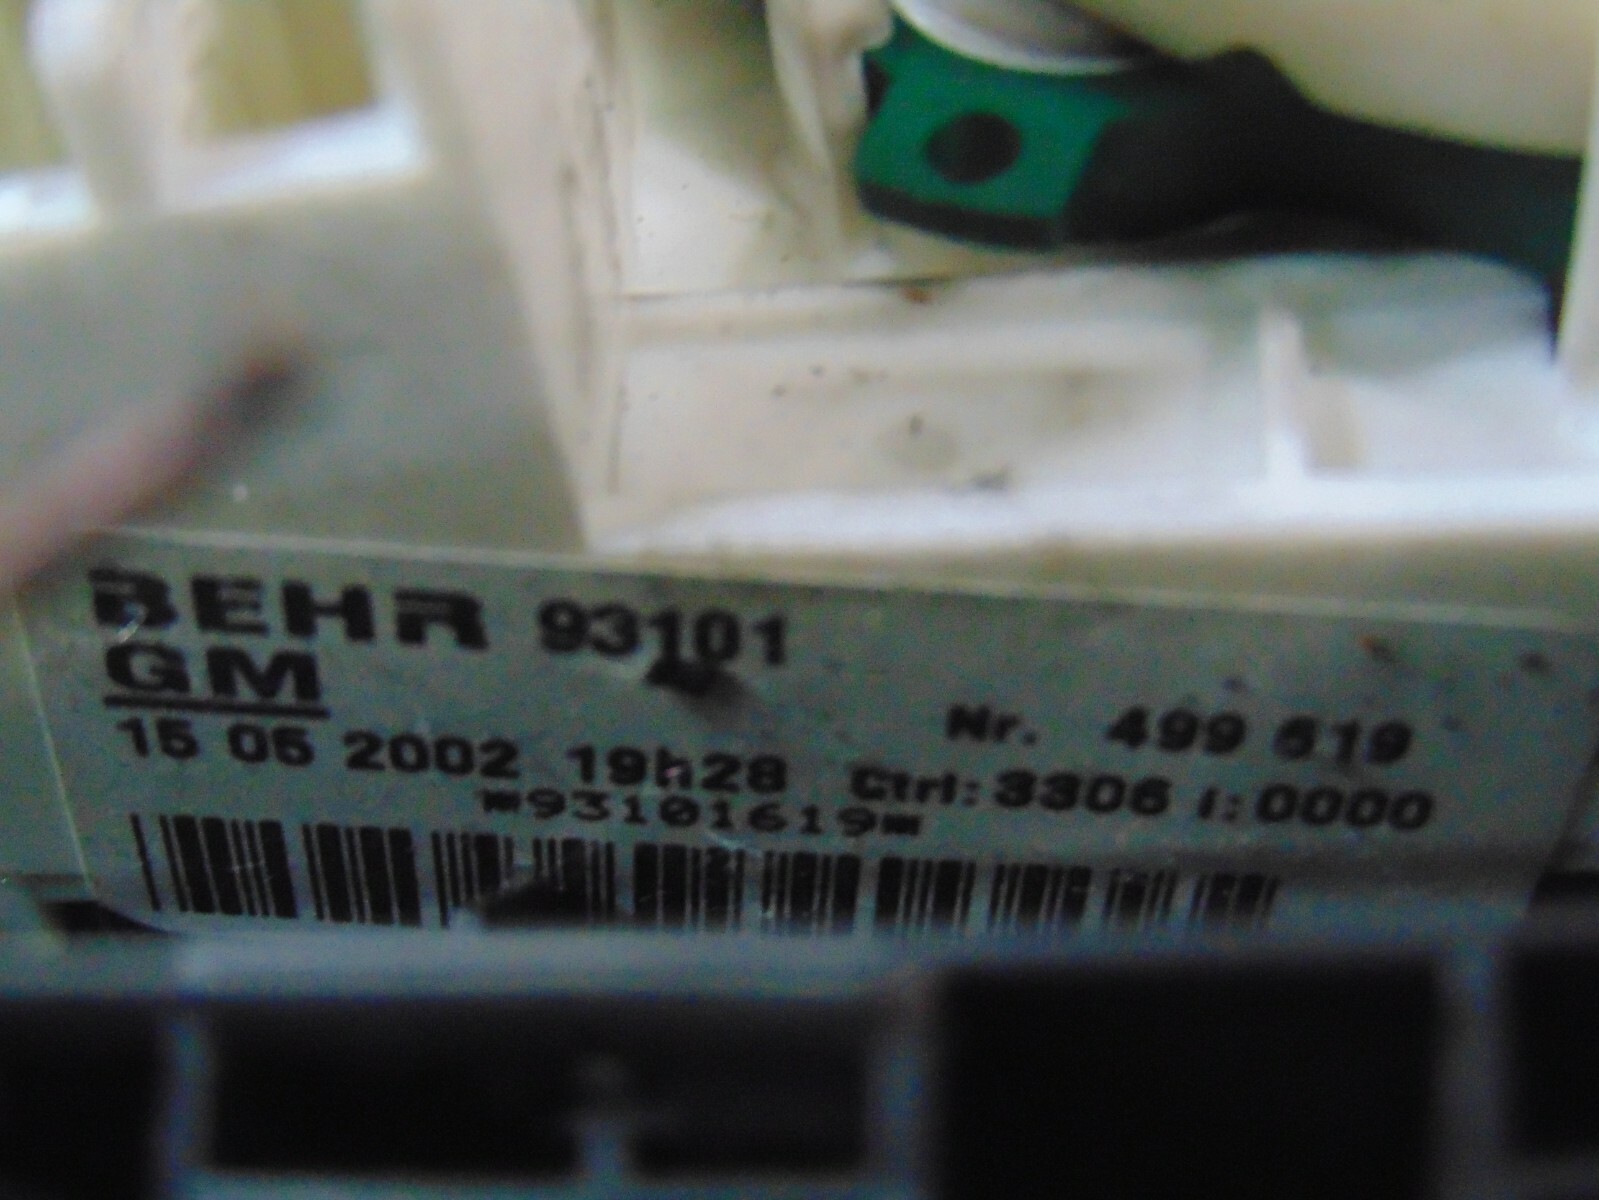 BEHR 93101
GM
Nr. 499 619
15 05 2002 19h28 Ctrl: 3306 I:0000
*93101619*